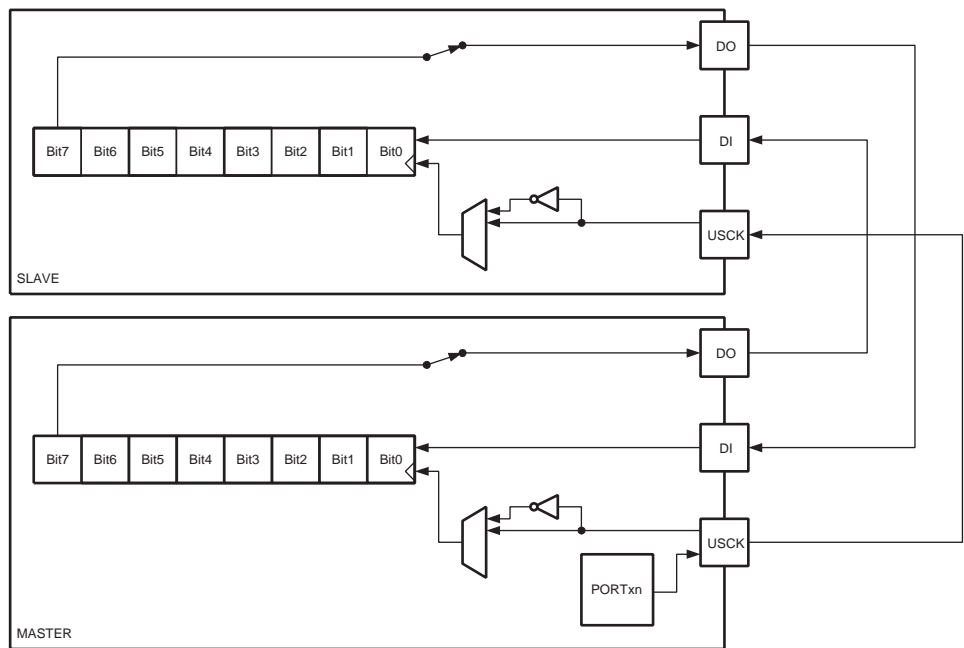 DO
Bit7 Bit6 Bit5 Bit4 Bit3 Bit2 Bit1 Bit0
DI
USCK
SLAVE
DO
Bit7 Bit6 Bit5 Bit4 Bit3 Bit2 Bit1 Bit0
DI
USCK
PORTxn
MASTER